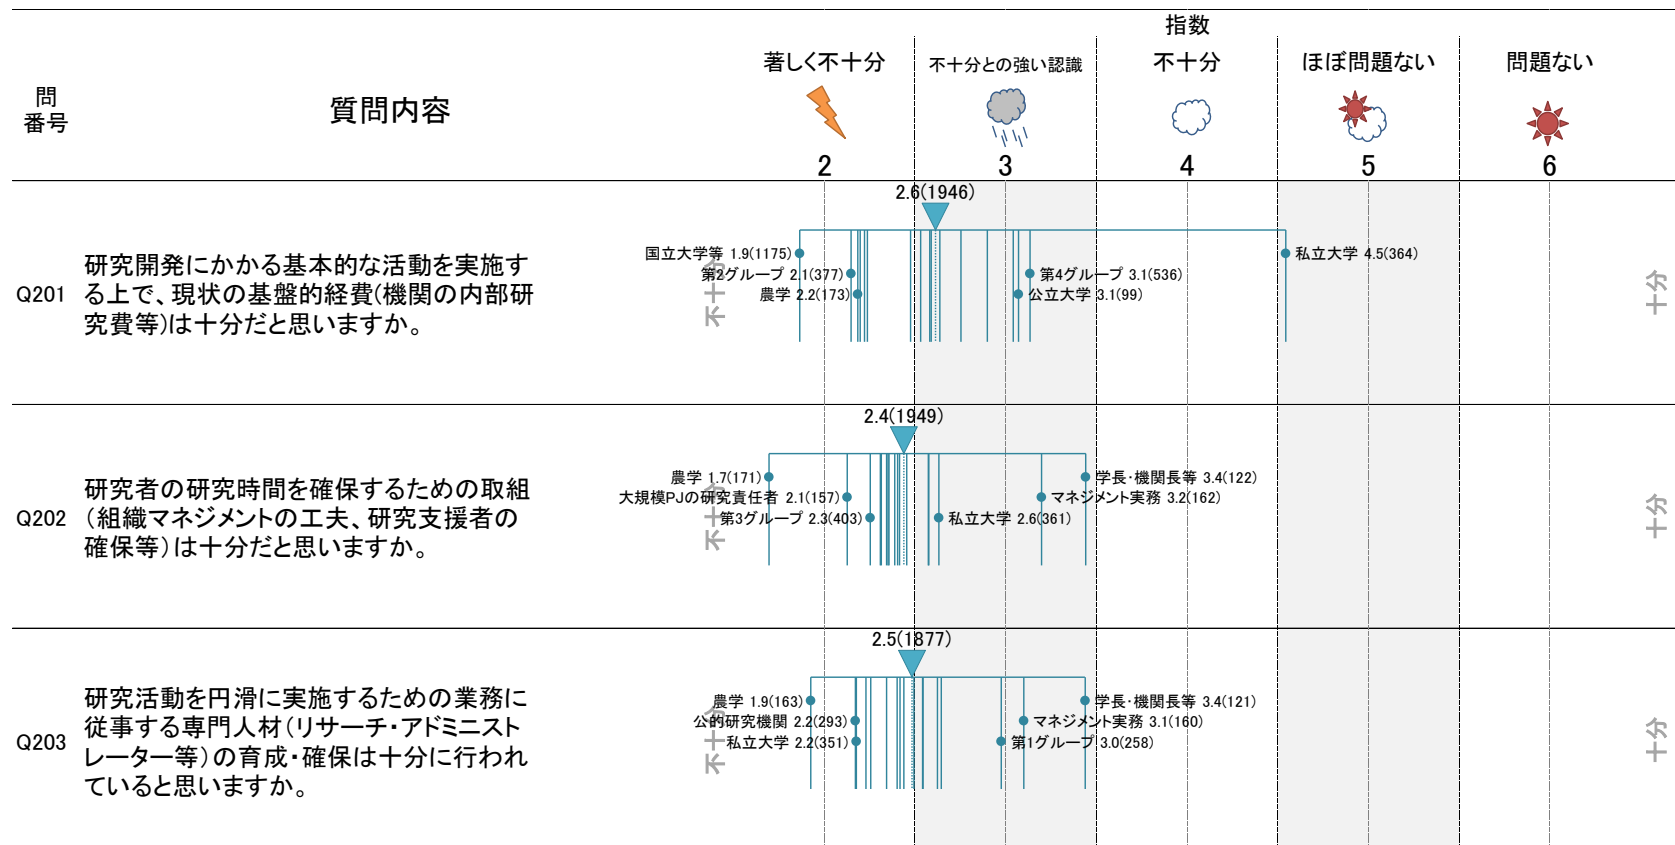 指数
著しく不十分
不十分との強い認識
不十分
ほぼ問題ない
問題ない
問
番号
質問内容
2
3
4
5
6
2.6(1946)
Q201
研究開発にかかる基本的な活動を実施す
る上で、現状の基盤的経費(機関の内部研
究費等)は十分だと思いますか。
不十分
国立大学等 1.9(1175)
第2グループ 2.1(377)
農学 2.2(173)
私立大学 4.5(364)
第4グループ 3.1(536)
公立大学 3.1(99)
十分
2.4(1949)
Q202
研究者の研究時間を確保するための取組
(組織マネジメントの工夫、研究支援者の
確保等)は十分だと思いますか。
不十分
農学 1.7(171)
大規模PJの研究責任者 2.1(157)
第3グループ 2.3(403)
学長・機関長等 3.4(122)
マネジメント実務 3.2(162)
私立大学 2.6(361)
十分
2.5(1877)
Q203
研究活動を円滑に実施するための業務に
従事する専門人材(リサーチ・アドミニスト
レーター等)の育成・確保は十分に行われ
ていると思いますか。
不十分
農学 1.9(163)
公的研究機関 2.2(293)
私立大学 2.2(351)
学長・機関長等 3.4(121)
マネジメント実務 3.1(160)
第1グループ 3.0(258)
十分